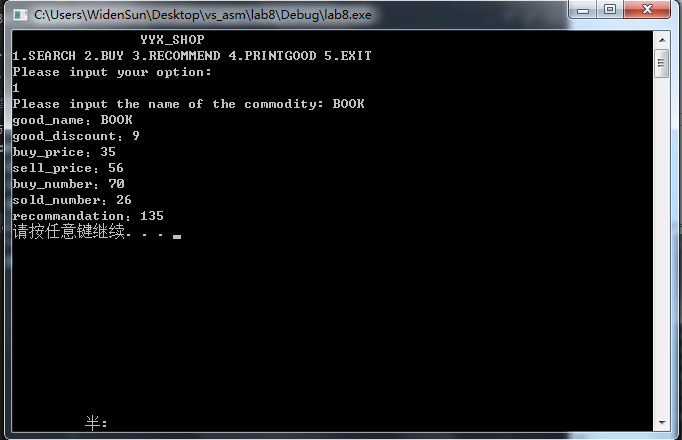 C:\Users\WidenSun\Desktop\vs_asm\lab8\Debug\lab8.exe
YYX_SHOP
1.SEARCH 2.BUY 3.RECOMMEND 4.PRINTGOOD 5.EXIT
Please input your option:
1
Please input the name of the commodity: BOOK
good_name：BOOK
good_discount：9
buy_price：35
sell_price：56
buy_number：70
sold_number：26
recommandation：135
请按任意键继续. . .
半：